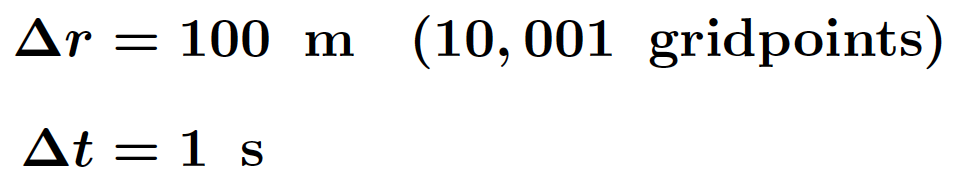 Δr = 100 m (10,001 gridpoints)
Δt = 1 s